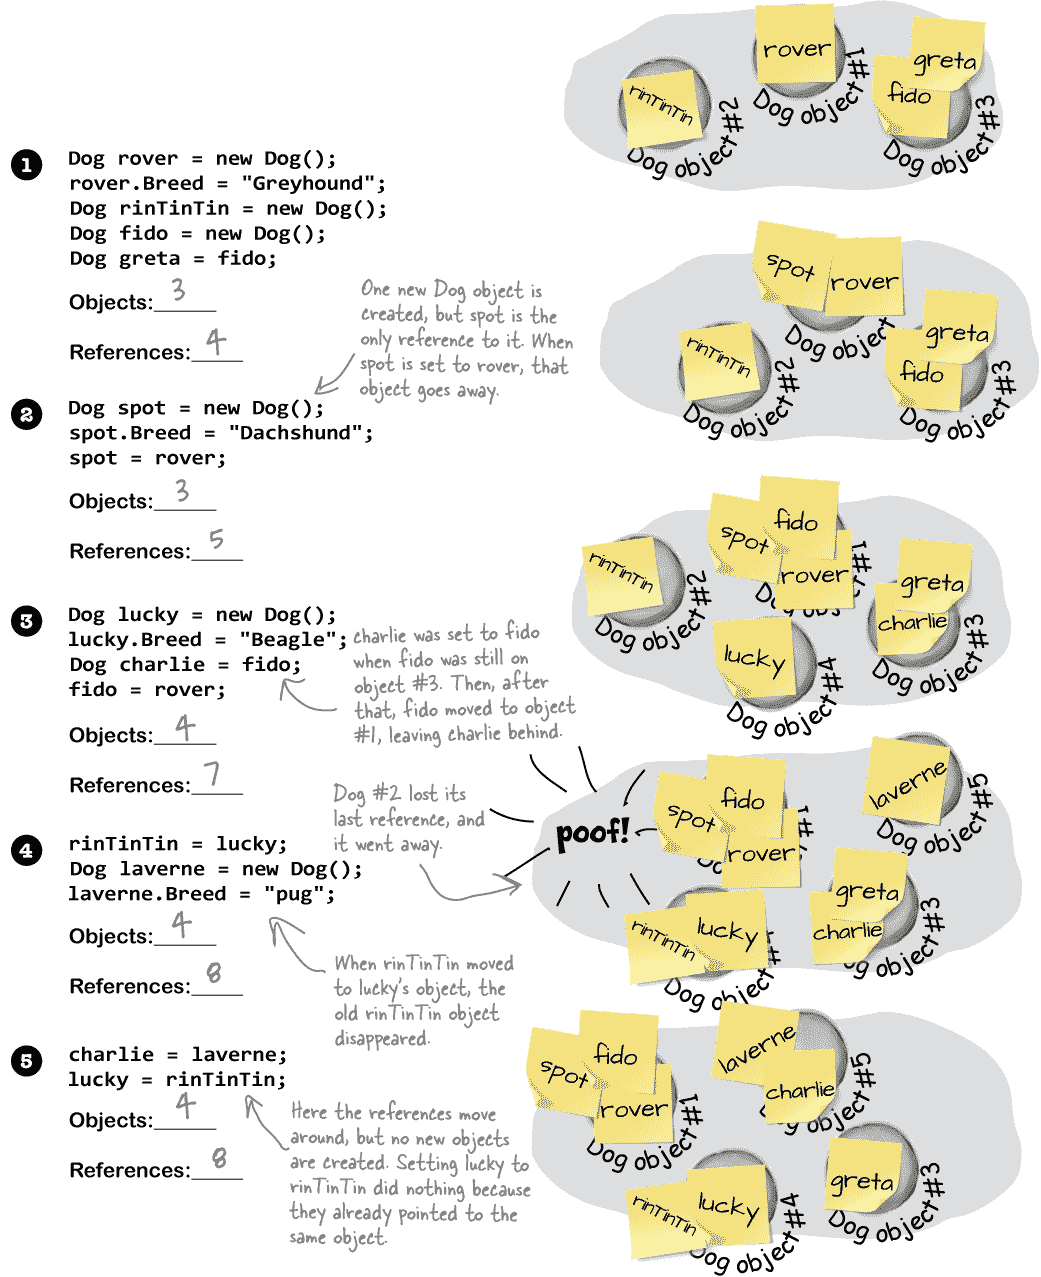 rover
greta
rinTinTin
fido
Dog object #1
Dog object #2
Dog object #3
1
Dog rover = new Dog();
rover.Breed = "Greyhound";
Dog rinTinTin = new Dog();
Dog fido = new Dog();
Dog greta = fido;
Objects: 3
References: 4
One new Dog object is
created, but spot is the
only reference to it. When
spot is set to rover, that
object goes away.
spot
rover
rinTinTin
greta
fido
Dog object
Dog object #2
Dog object #3
2
Dog spot = new Dog();
spot.Breed = "Dachshund";
spot = rover;
Objects: 3
References: 5
fido
spot
rover
rinTinTin
greta
charlie
lucky
#1
Dog object #2
Dog object #3
Dog object #4
3
Dog lucky = new Dog();
lucky.Breed = "Beagle";
Dog charlie = fido;
fido = rover;
Objects: 4
References: 7
charlie was set to fido
when fido was still on
object #3. Then, after
that, fido moved to object
#1, leaving charlie behind.
Dog #2 lost its
last reference, and
it went away.
poof!
fido
spot
rover
laverne
greta
charlie
rinTinTin
lucky
Dog object #5
Dog object #3
Dog object
4
rinTinTin = lucky;
Dog laverne = new Dog();
laverne.Breed = "pug";
Objects: 4
References: 8
When rinTinTin moved
to lucky's object, the
old rinTinTin object
disappeared.
5
charlie = laverne;
lucky = rinTinTin;
Objects: 4
References: 8
Here the references move
around, but no new objects
are created. Setting lucky to
rinTinTin did nothing because
they already pointed to the
same object.
fido
spot
rover
laverne
charlie
rinTinTin
lucky
greta
Dog object #1
object #5
Dog object #3
Dog object #4